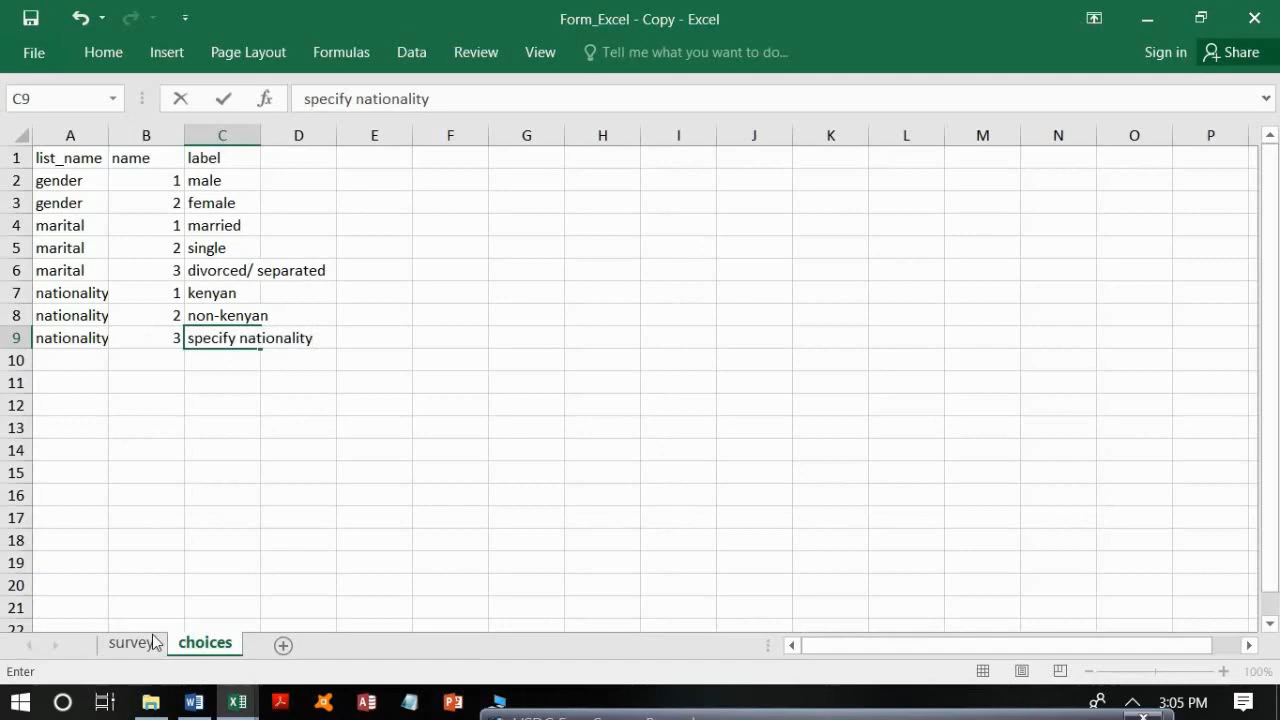 Form_Excel - Copy - Excel
File Home Insert Page Layout Formulas Data Review View Tell me what you want to do... Sign in Share
C9 fx specify nationality
A B C D E F G H I J K L M N O P
1 list_name name label
2 gender 1 male
3 gender 2 female
4 marital 1 married
5 marital 2 single
6 marital 3 divorced/ separated
7 nationality 1 kenyan
8 nationality 2 non-kenyan
9 nationality 3 specify nationality
10
11
12
13
14
15
16
17
18
19
20
21
22
survey choices
Enter 100%
3:05 PM